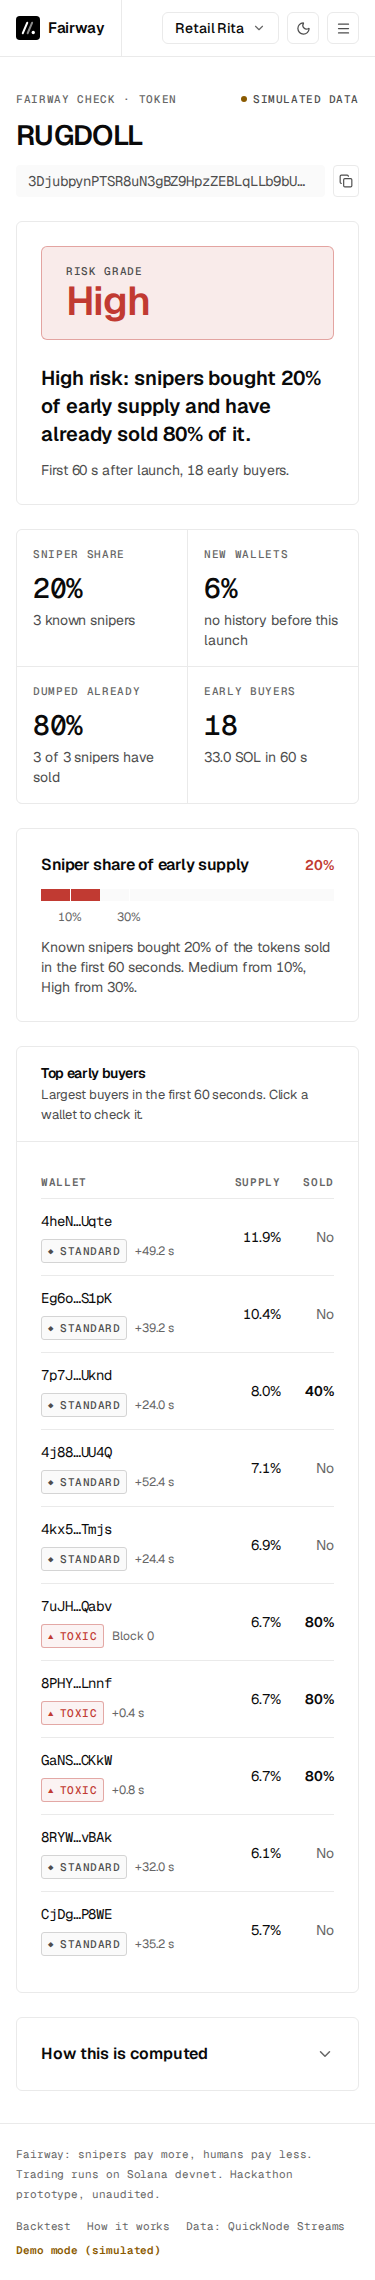 Fairway
Retail Rita
FAIRWAY CHECK · TOKEN
SIMULATED DATA
RUGDOLL
3DjubpynPTSR8uN3gBZ9HpzZEBLqLLb9bU…
RISK GRADE
High
High risk: snipers bought 20%
of early supply and have
already sold 80% of it.
First 60 s after launch, 18 early buyers.
SNIPER SHARE
20%
3 known snipers
NEW WALLETS
6%
no history before this
launch
DUMPED ALREADY
80%
3 of 3 snipers have
sold
EARLY BUYERS
18
33.0 SOL in 60 s
Sniper share of early supply 20%
10% 30%
Known snipers bought 20% of the tokens sold
in the first 60 seconds. Medium from 10%,
High from 30%.
Top early buyers
Largest buyers in the first 60 seconds. Click a
wallet to check it.
WALLET SUPPLY SOLD
4heN…Uqte
STANDARD +49.2 s 11.9% No
Eg6o…S1pK
STANDARD +39.2 s 10.4% No
7p7J…Uknd
STANDARD +24.0 s 8.0% 40%
4j88…UU4Q
STANDARD +52.4 s 7.1% No
4kx5…Tmjs
STANDARD +24.4 s 6.9% No
7uJH…Qabv
TOXIC Block 0 6.7% 80%
8PHY…Lnnf
TOXIC +0.4 s 6.7% 80%
GaNS…CKkW
TOXIC +0.8 s 6.7% 80%
8RYW…vBAk
STANDARD +32.0 s 6.1% No
CjDg…P8WE
STANDARD +35.2 s 5.7% No
How this is computed
Fairway: snipers pay more, humans pay less.
Trading runs on Solana devnet. Hackathon
prototype, unaudited.
Backtest How it works Data: QuickNode Streams
Demo mode (simulated)